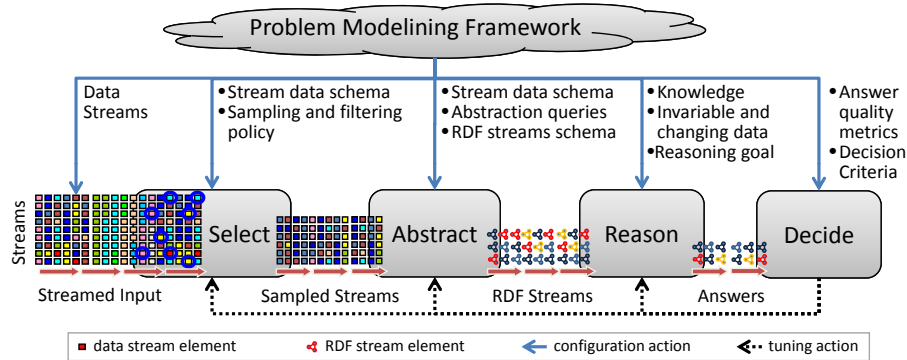 Problem Modelining Framework
Data
Streams
•Stream data schema
•Sampling and filtering
policy
•Stream data schema
•Abstraction queries
•RDF streams schema
•Knowledge
•Invariable and
changing data
•Reasoning goal
•Answer
quality
metrics
•Decision
Criteria
Streams
Select
Abstract
Reason
Decide
Streamed Input
Sampled Streams
RDF Streams
Answers
data stream element
RDF stream element
configuration action
tuning action